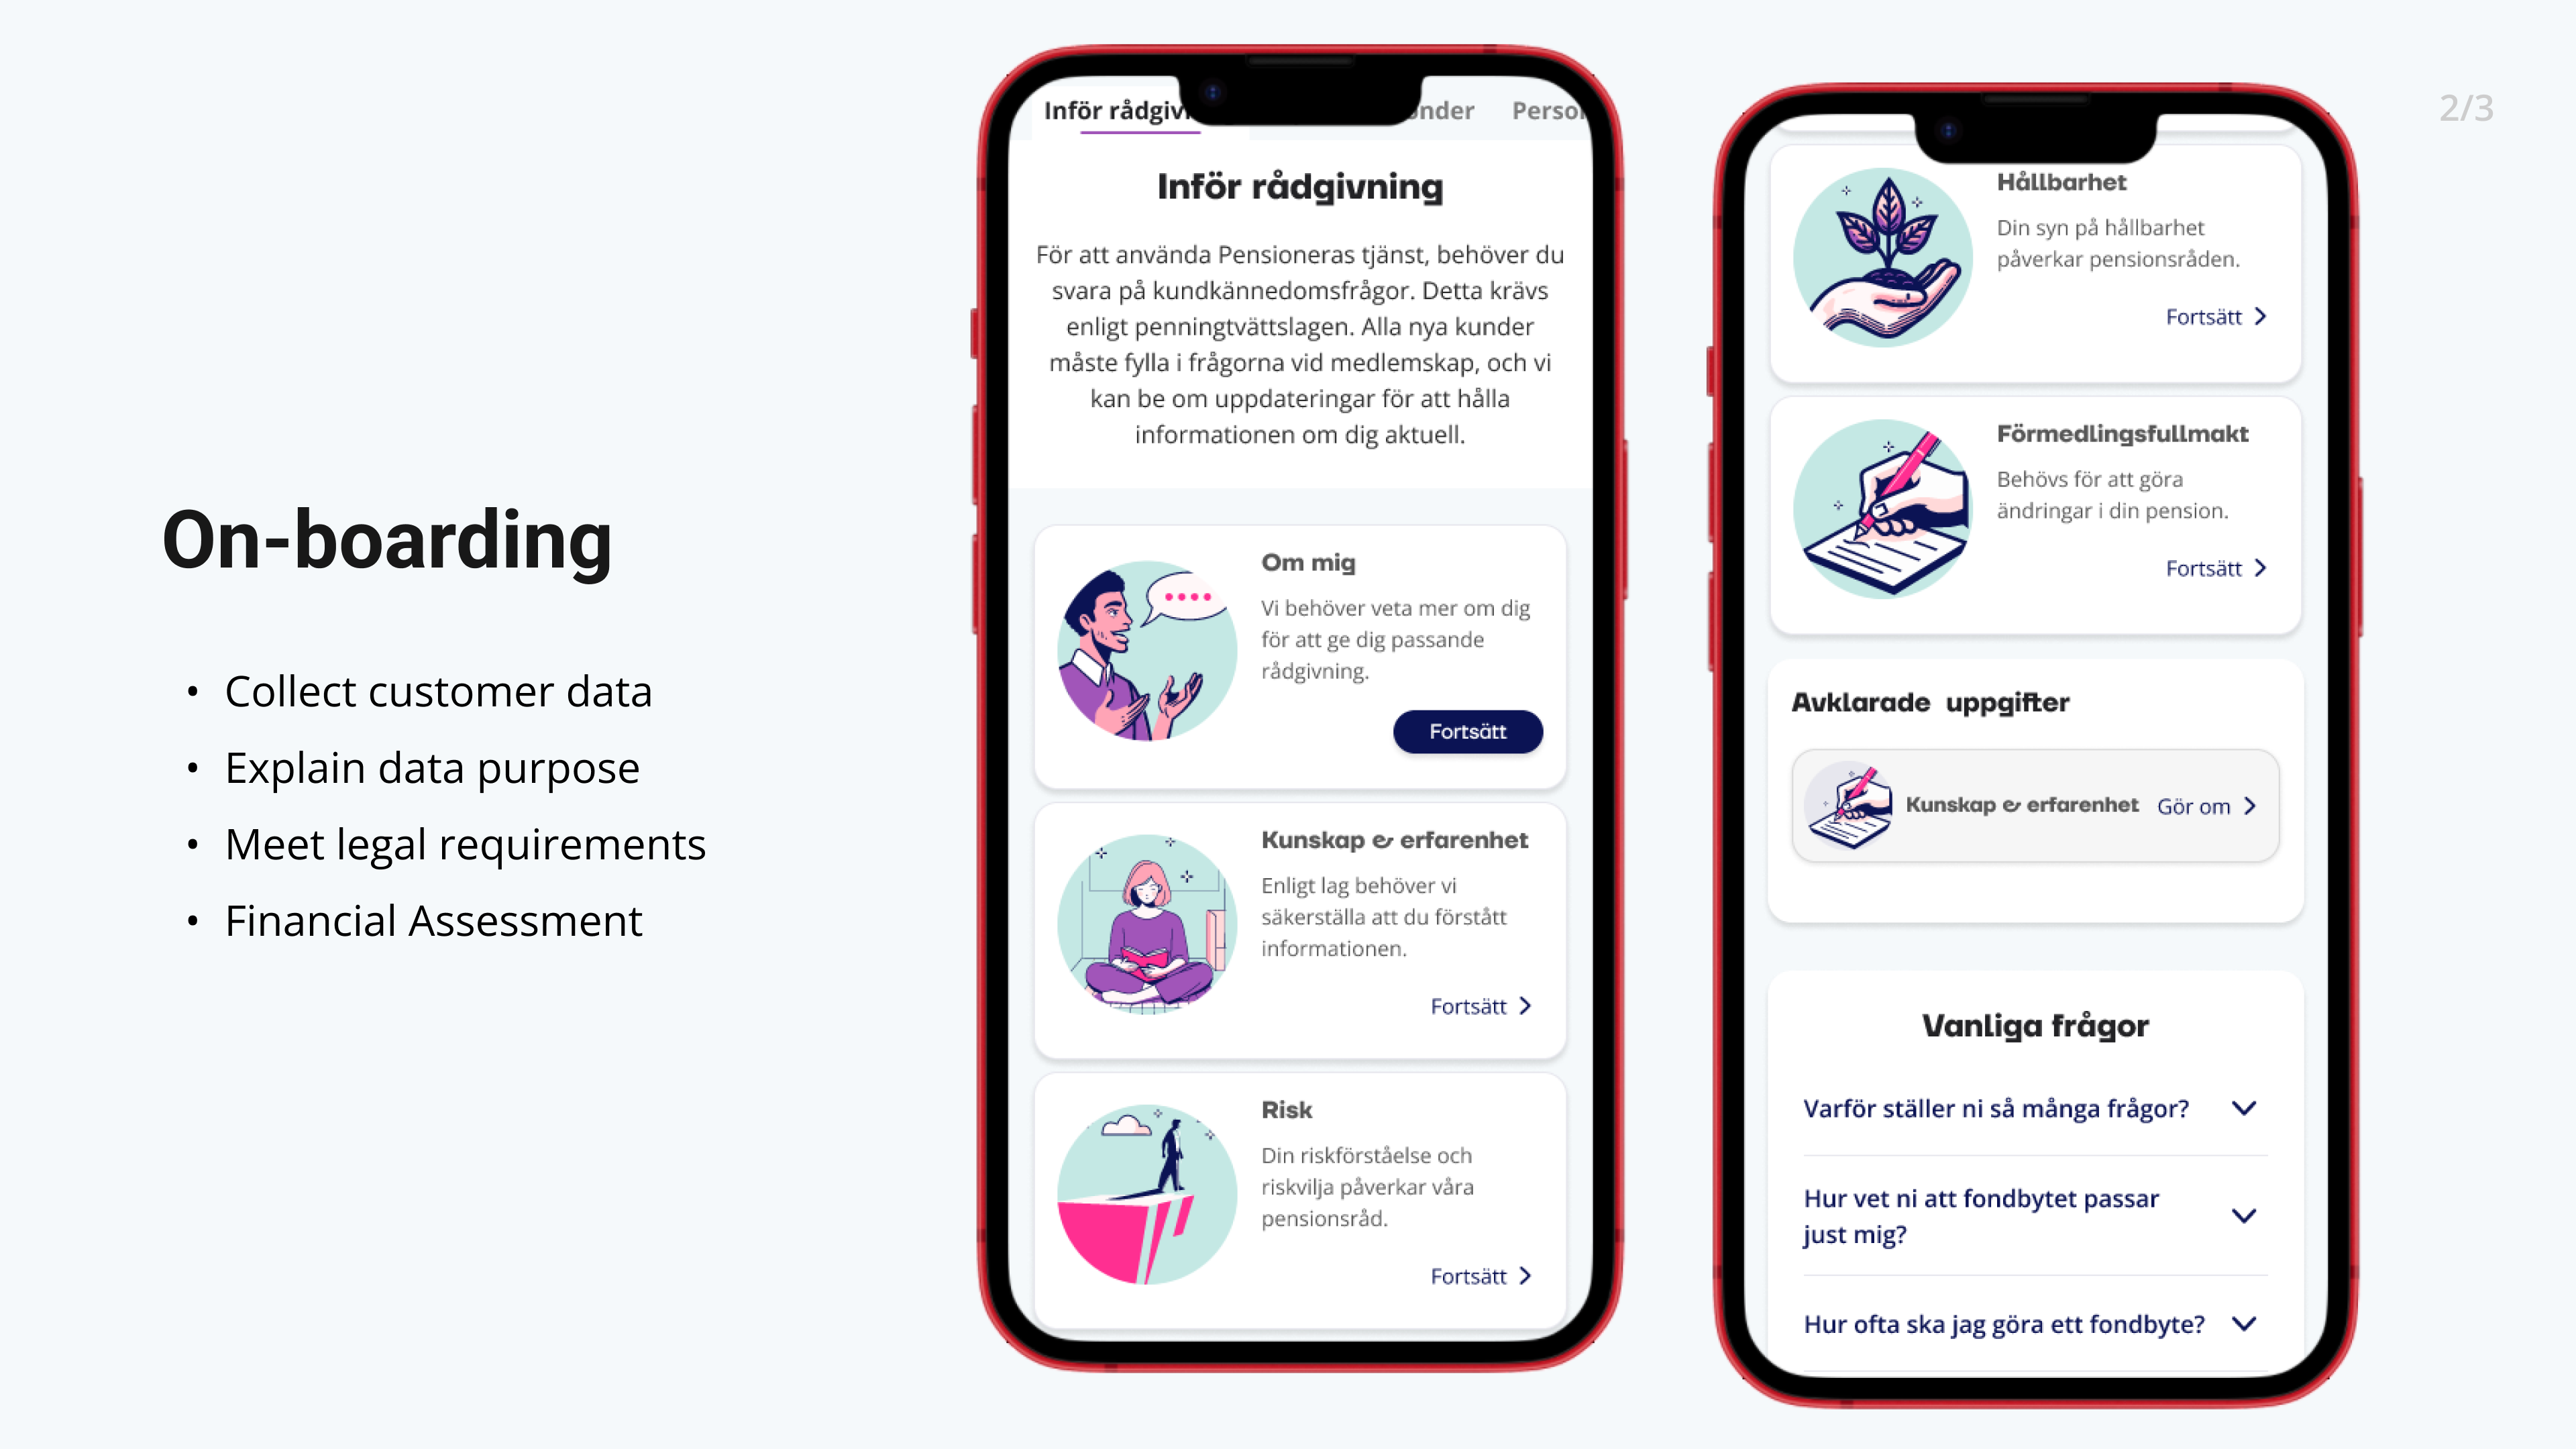 2/3
On-boarding
• Collect customer data
• Explain data purpose
• Meet legal requirements
• Financial Assessment
Inför
Inför rådgivning
För att använda Pensioneras tjänst, behöver du
svara på kundkännedomsfrågor. Detta krävs
enligt penningtvättslagen. Alla nya kunder
måste fylla i frågorna vid medlemskap, och vi
kan be om uppdateringar för att hålla
informationen om dig aktuell.
Om mig
Vi behöver veta mer om dig
för att ge dig passande
rådgivning.
Fortsätt
Kunskap & erfarenhet
Enligt lag behöver vi
säkerställa att du förstått
informationen.
Fortsätt
Risk
Din riskförståelse och
riskvilja påverkar våra
pensionsråd.
Fortsätt
Hållbarhet
Din syn på hållbarhet
påverkar pensionsråden.
Fortsätt
Förmedlingsfullmakt
Behövs för att göra
ändringar i din pension.
Fortsätt
Avklarade uppgifter
Kunskap & erfarenhet Gör om
Vanliga frågor
Varför ställer ni så många frågor?
Hur vet ni att fondbytet passar
just mig?
Hur ofta ska jag göra ett fondbyte?